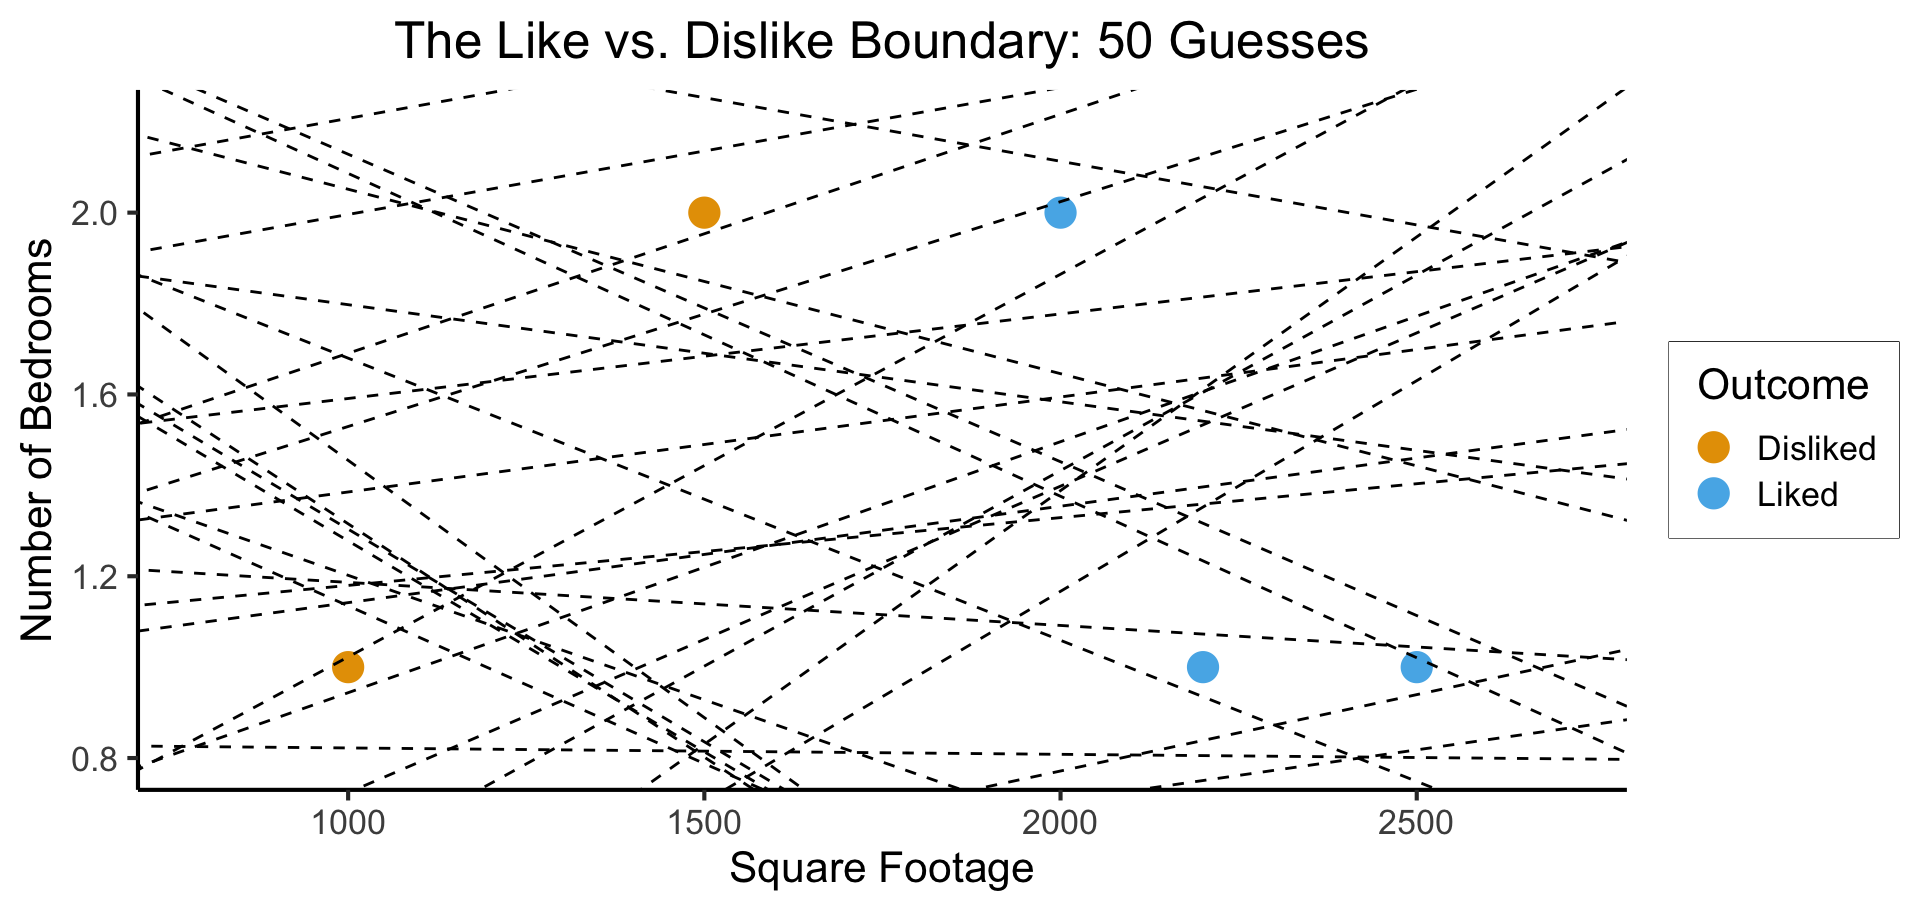 The Like vs. Dislike Boundary: 50 Guesses
Number of Bedrooms
2.0
1.6
1.2
0.8
1000
1500
2000
2500
Square Footage
Outcome
Disliked
Liked